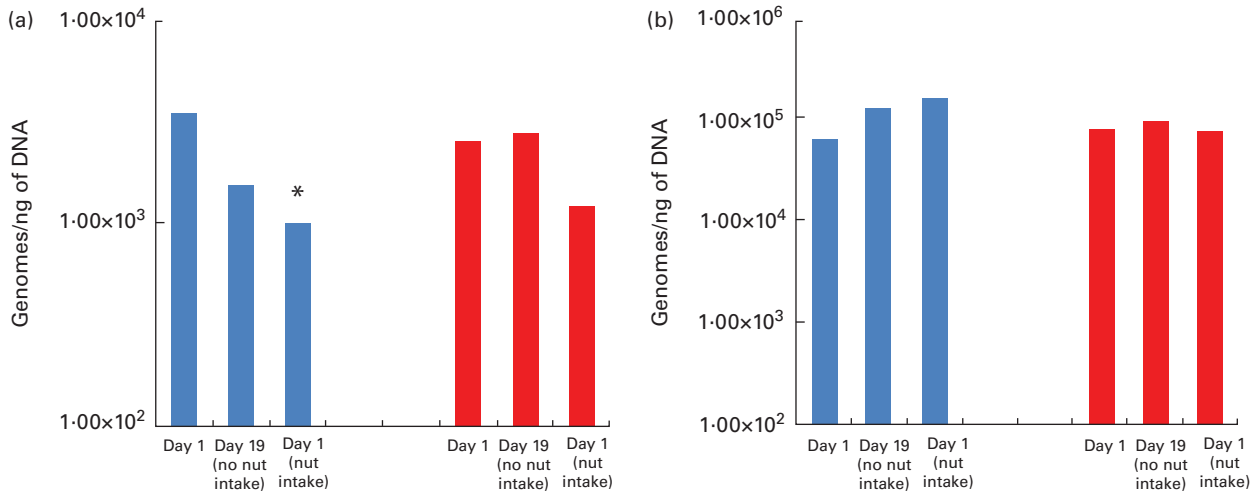 (a)
Genomes/ng of DNA
1·00×10⁴
1·00×10³
1·00×10²
*
Day 1
Day 19
(no nut
intake)
Day 1
(nut
intake)
Day 1
Day 19
(no nut
intake)
Day 1
(nut
intake)
(b)
Genomes/ng of DNA
1·00×10⁶
1·00×10⁵
1·00×10⁴
1·00×10³
1·00×10²
Day 1
Day 19
(no nut
intake)
Day 1
(nut
intake)
Day 1
Day 19
(no nut
intake)
Day 1
(nut
intake)